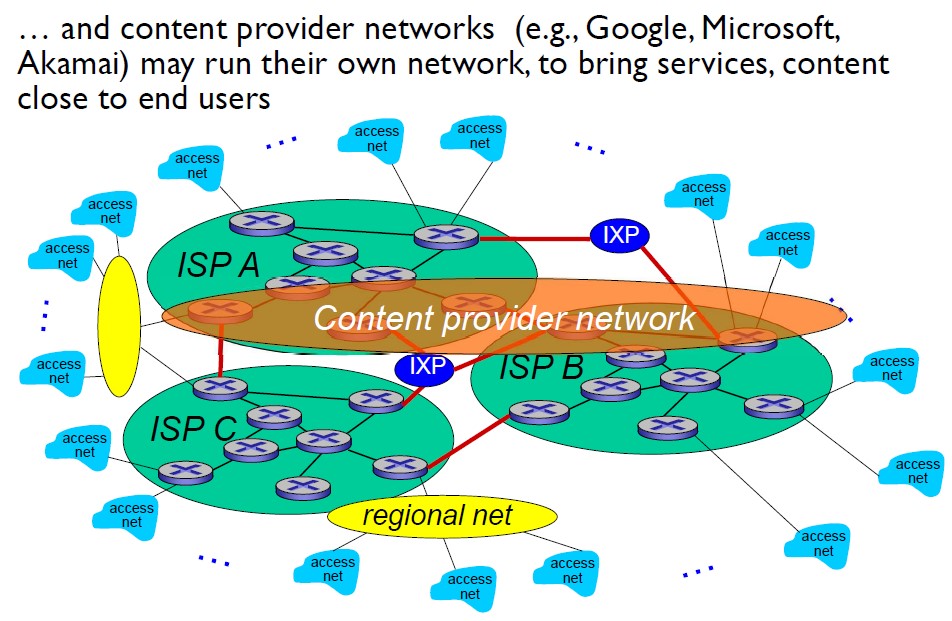 … and content provider networks (e.g., Google, Microsoft,
Akamai) may run their own network, to bring services, content
close to end users
access
net
access
net
access
net
access
net
access
net
IXP
access
net
access
net
ISP A
Content provider network
IXP
ISP B
access
net
access
net
ISP C
access
net
access
net
access
net
regional net
access
net
access
net
access
net
access
net